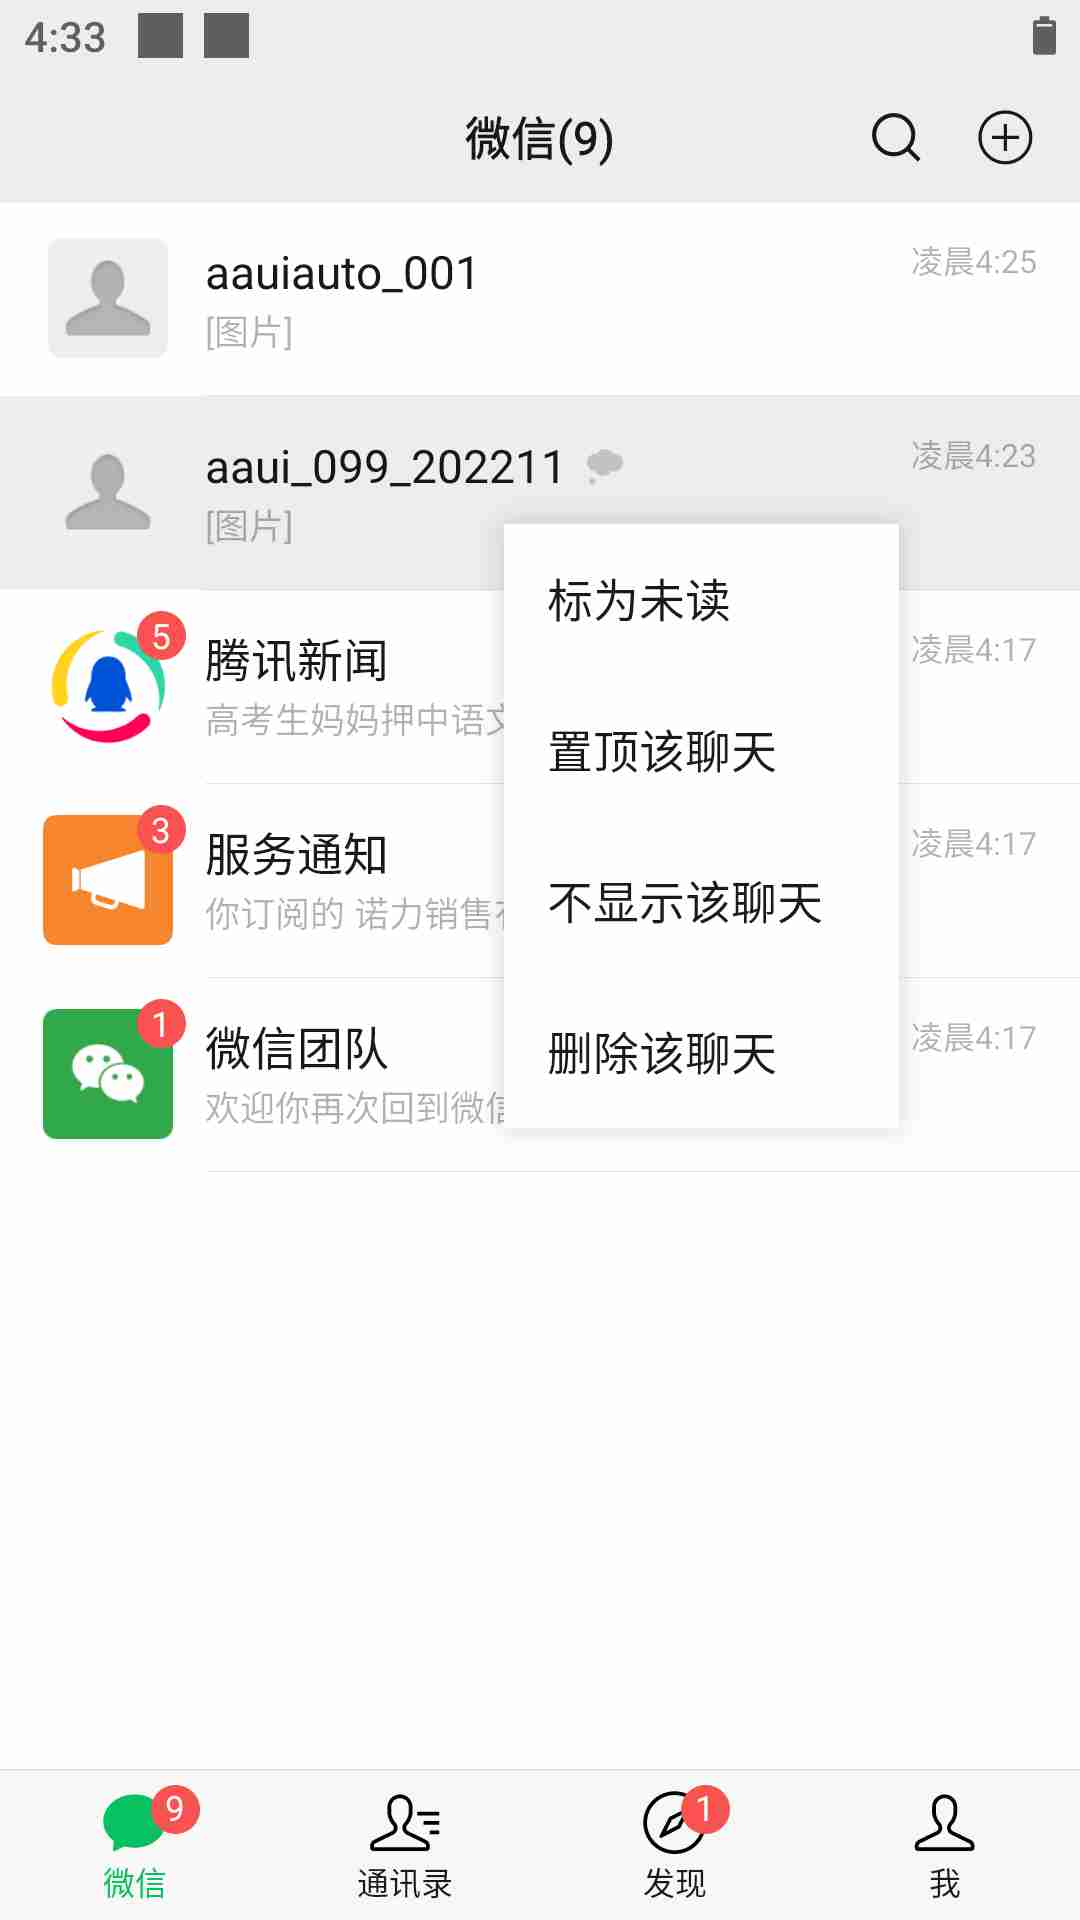 4:33
微信(9)
aauiauto_001
凌晨4:25
[图片]
aaui_099_202211
凌晨4:23
[图片]
标为未读
置顶该聊天
不显示该聊天
删除该聊天
5
腾讯新闻
凌晨4:17
高考生妈妈押中语文
3
服务通知
凌晨4:17
你订阅的 诺力销售
1
微信团队
凌晨4:17
欢迎你再次回到微信
9
微信
通讯录
1
发现
我